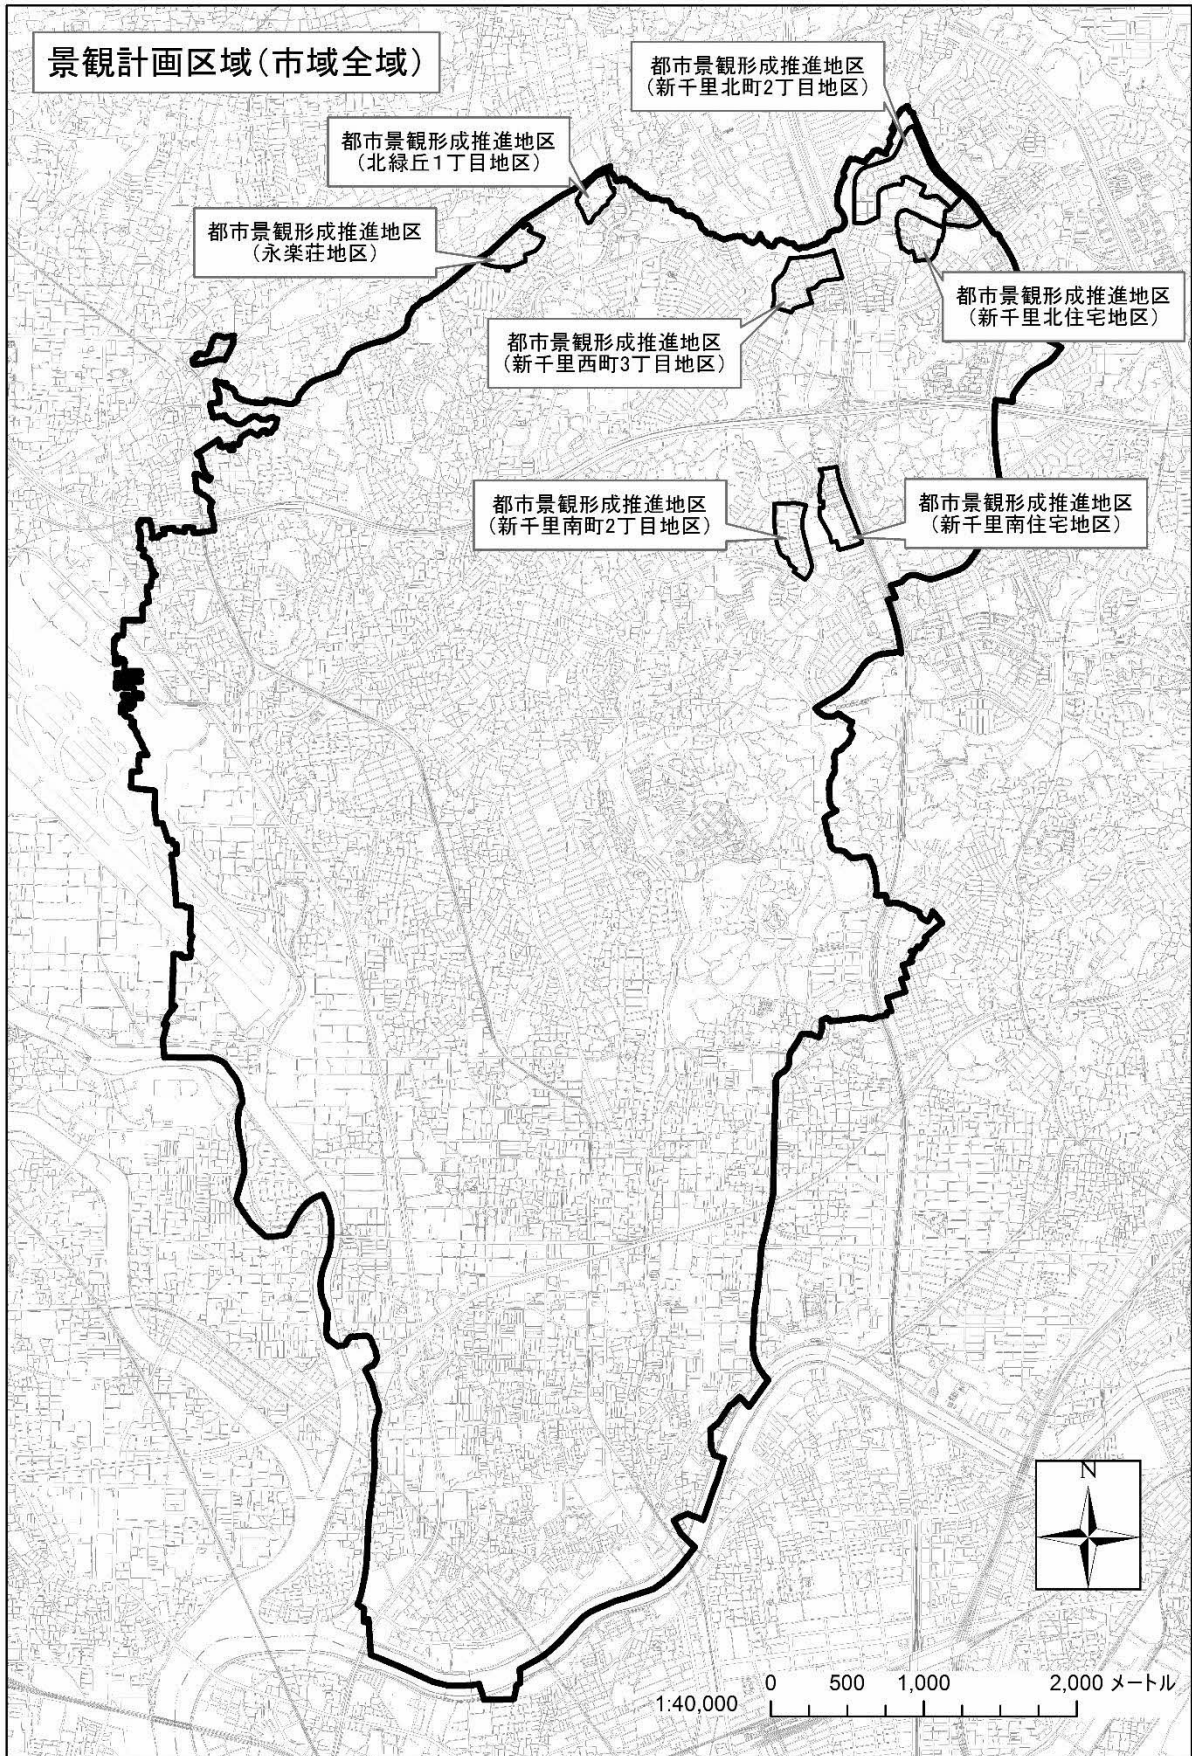 景観計画区域(市域全域)
都市景観形成推進地区
(新千里北町2丁目地区)
都市景観形成推進地区
(北緑丘1丁目地区)
都市景観形成推進地区
(永楽荘地区)
都市景観形成推進地区
(新千里北住宅地区)
都市景観形成推進地区
(新千里西町3丁目地区)
都市景観形成推進地区
(新千里南町2丁目地区)
都市景観形成推進地区
(新千里南住宅地区)
N
0 500 1,000 2,000 メートル
1:40,000